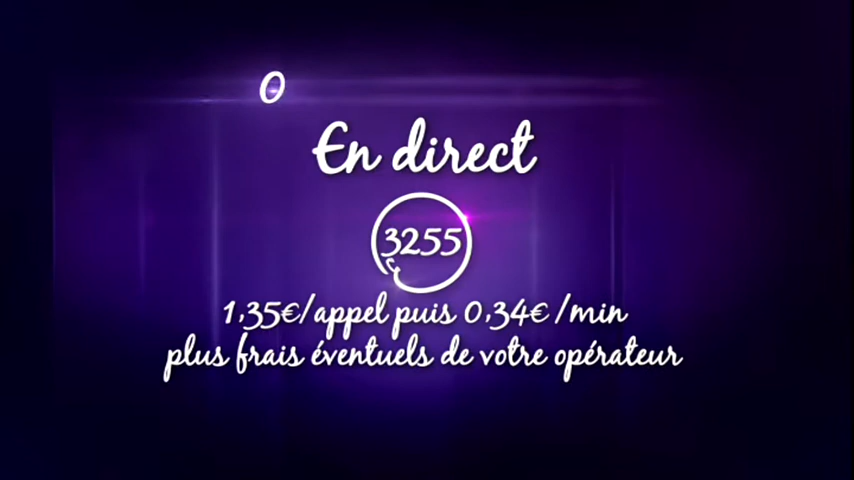 0
En direct
3255
1,35€/appel puis 0,34€ /min
plus frais éventuels de votre opérateur